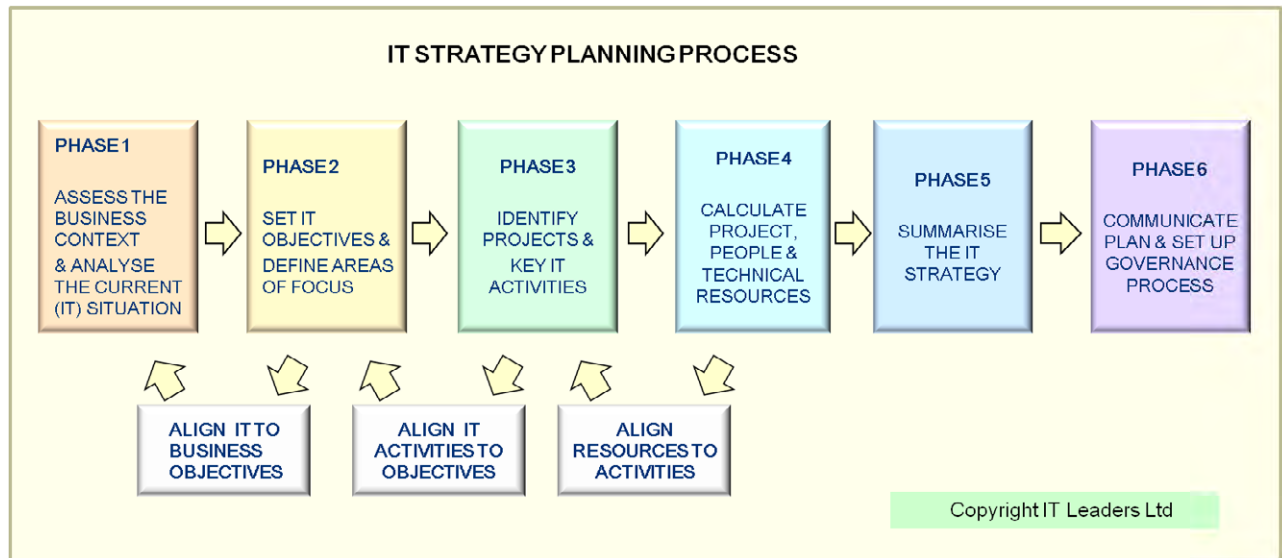 IT STRATEGY PLANNING PROCESS
PHASE 1
ASSESS THE
BUSINESS
CONTEXT
& ANALYSE
THE CURRENT
(IT) SITUATION
PHASE 2
SET IT
OBJECTIVES &
DEFINE AREAS
OF FOCUS
PHASE 3
IDENTIFY
PROJECTS &
KEY IT
ACTIVITIES
PHASE 4
CALCULATE
PROJECT,
PEOPLE &
TECHNICAL
RESOURCES
PHASE 5
SUMMARISE
THE IT
STRATEGY
PHASE 6
COMMUNICATE
PLAN & SET UP
GOVERNANCE
PROCESS
ALIGN IT TO
BUSINESS
OBJECTIVES
ALIGN IT
ACTIVITIES TO
OBJECTIVES
ALIGN
RESOURCES TO
ACTIVITIES
Copyright IT Leaders Ltd